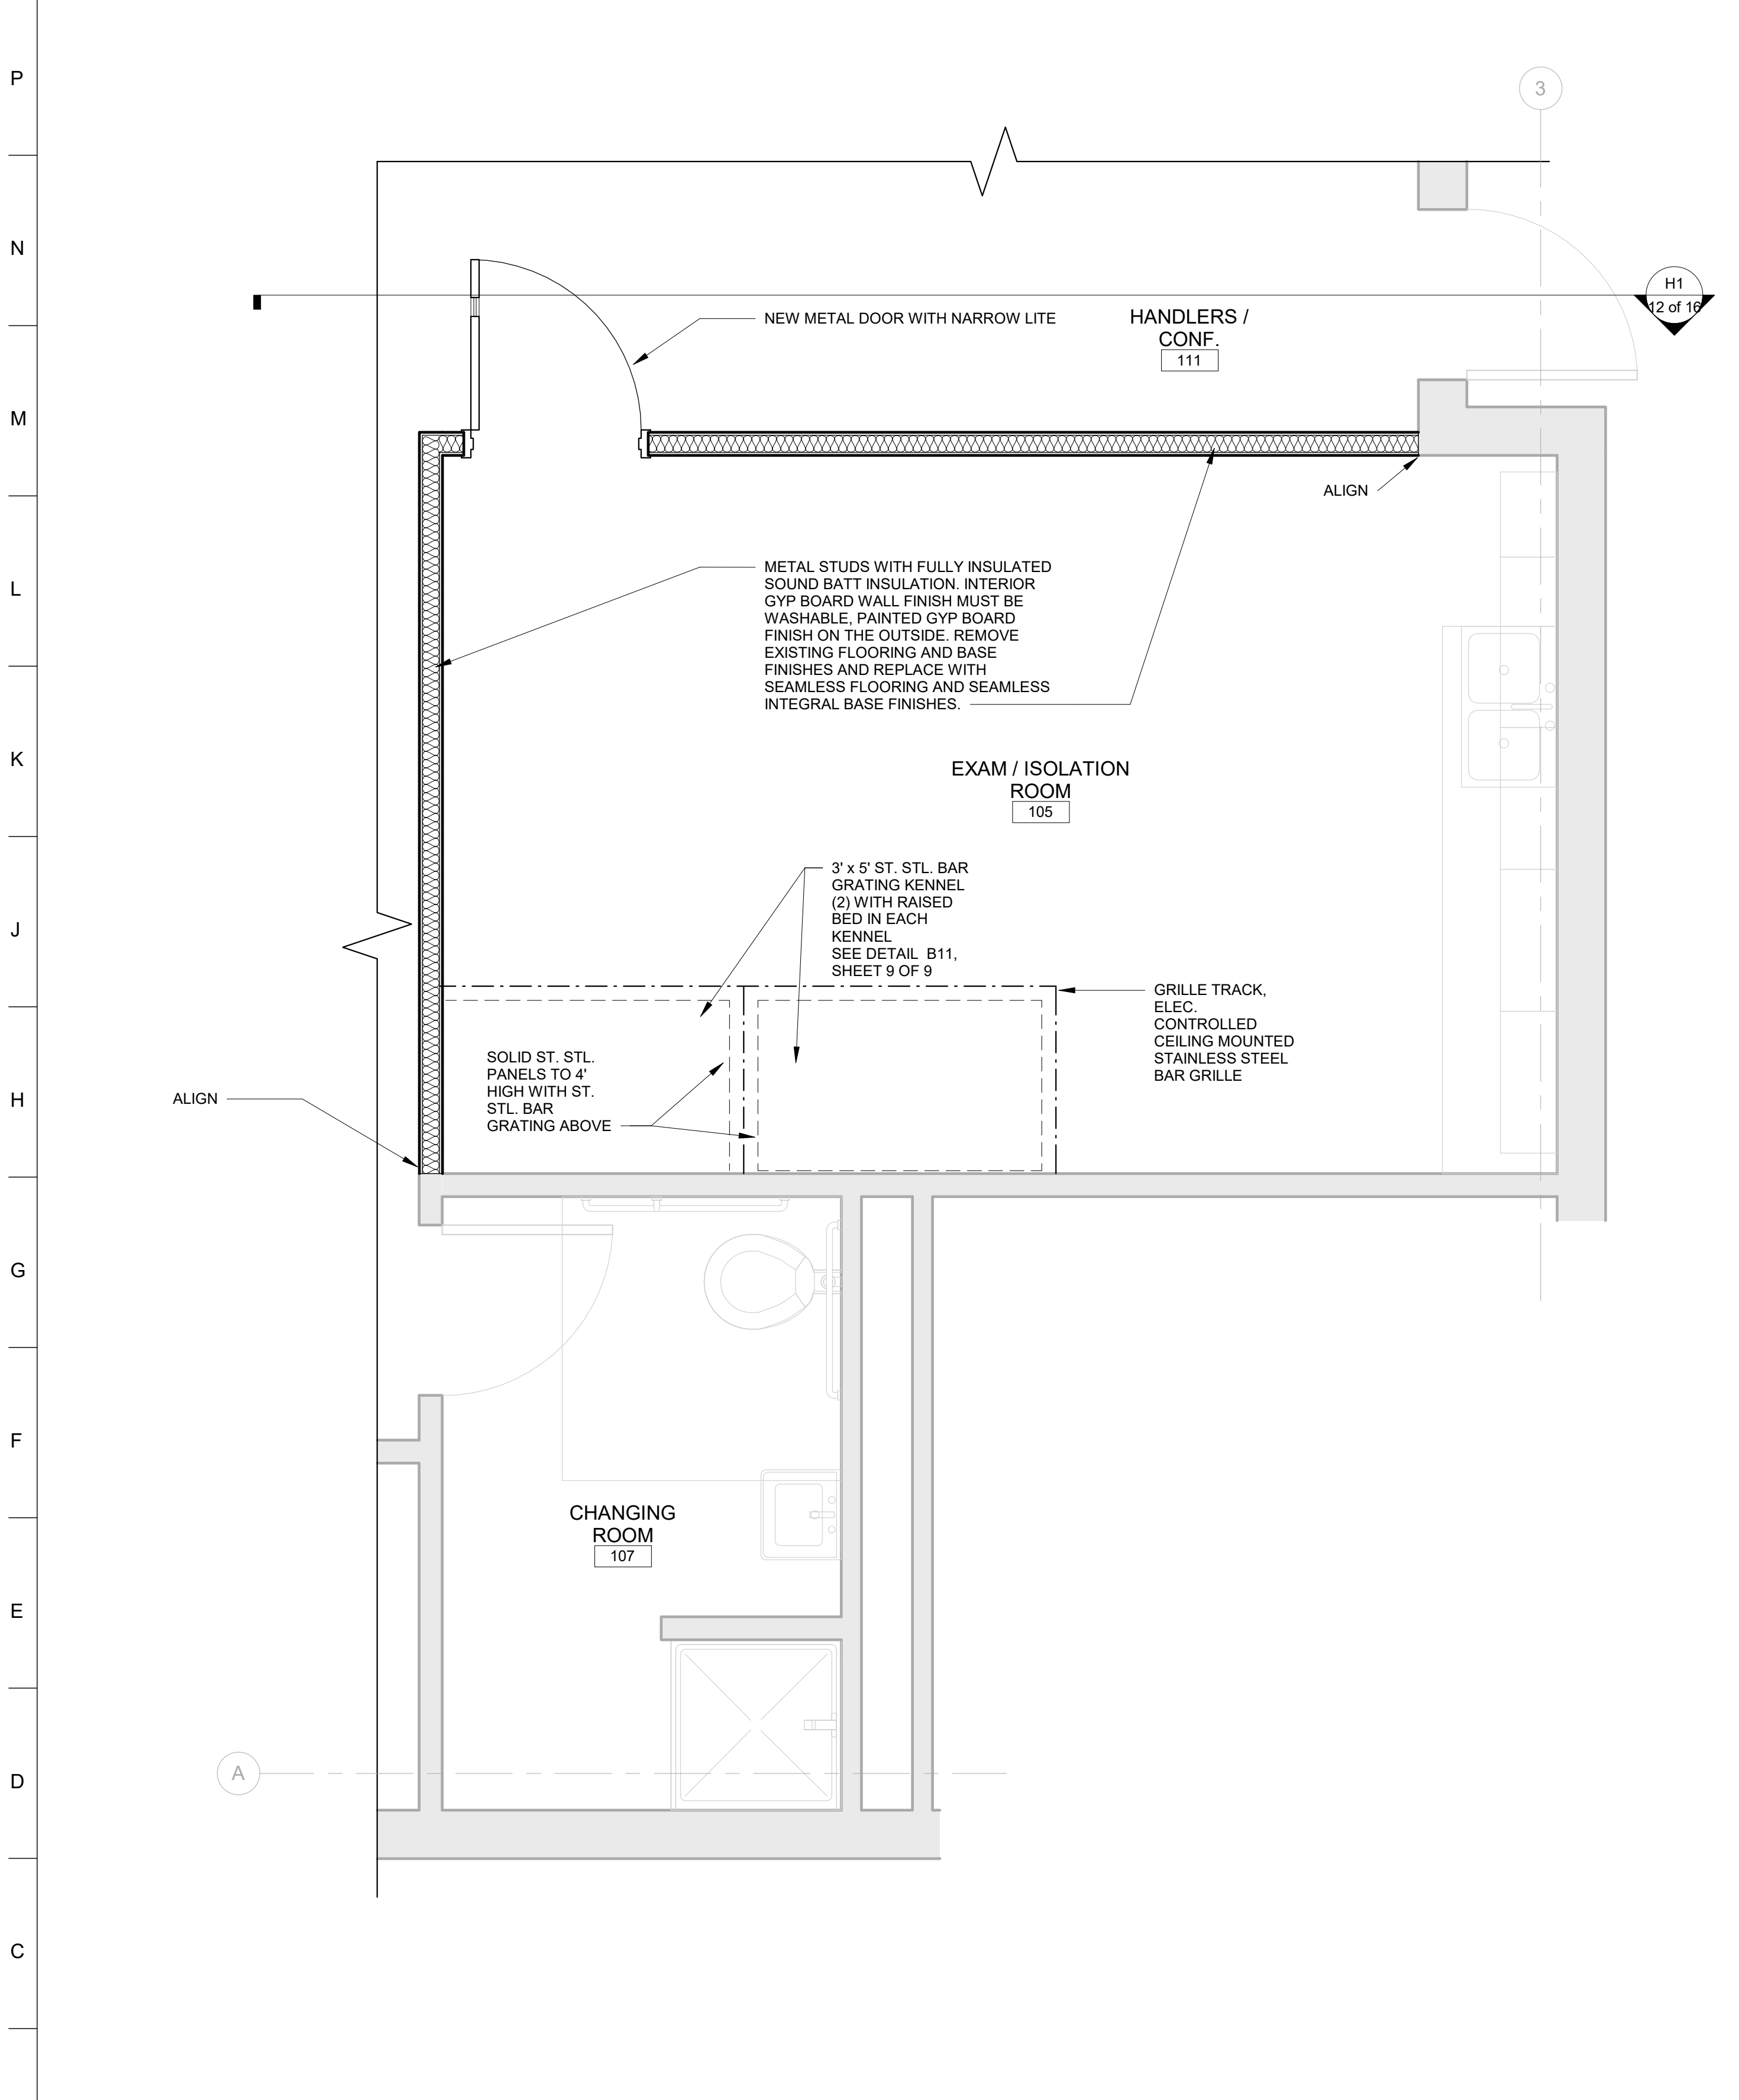 P
3
N
H1
12 of 16
NEW METAL DOOR WITH NARROW LITE
HANDLERS /
CONF.
111
M
ALIGN
METAL STUDS WITH FULLY INSULATED
SOUND BATT INSULATION. INTERIOR
GYP BOARD WALL FINISH MUST BE
WASHABLE, PAINTED GYP BOARD
FINISH ON THE OUTSIDE. REMOVE
EXISTING FLOORING AND BASE
FINISHES AND REPLACE WITH
SEAMLESS FLOORING AND SEAMLESS
INTEGRAL BASE FINISHES.
L
K
EXAM / ISOLATION
ROOM
105
3' x 5' ST. STL. BAR
GRATING KENNEL
(2) WITH RAISED
BED IN EACH
KENNEL
SEE DETAIL B11,
SHEET 9 OF 9
J
GRILLE TRACK,
ELEC.
CONTROLLED
CEILING MOUNTED
STAINLESS STEEL
BAR GRILLE
SOLID ST. STL.
PANELS TO 4'
HIGH WITH ST.
STL. BAR
GRATING ABOVE
H
ALIGN
G
F
CHANGING
ROOM
107
E
A
D
C